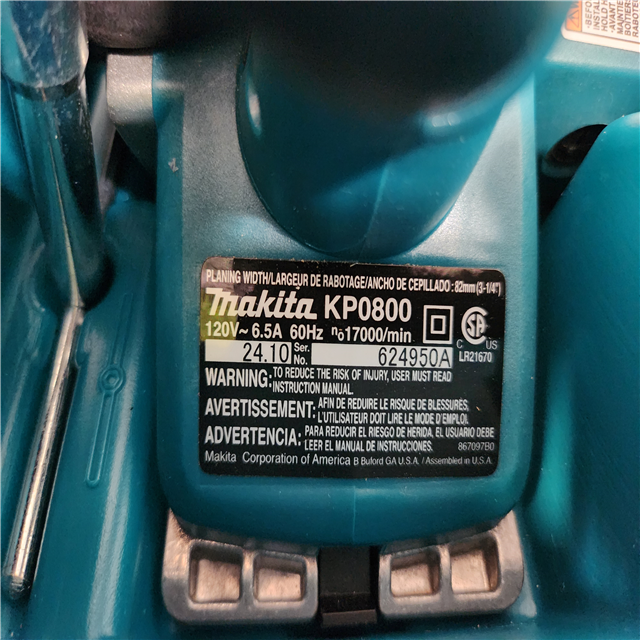 PLANING WIDTH/LARGEUR DE RABOTAGE/ANCHO DE CEPILLADO:82mm(3-1/4")
Makita KP0800
120V~ 6.5A 60Hz no17000/min
24.10 Ser. No. 624950A
C US
LR21670
WARNING: TO REDUCE THE RISK OF INJURY, USER MUST READ
INSTRUCTION MANUAL.
AVERTISSEMENT: AFIN DE REDUIRE LE RISQUE DE BLESSURES,
L'UTILISATEUR DOIT LIRE LE MODE D'EMPLOI.
ADVERTENCIA: PARA REDUCIR EL RIESGO DE HERIDA, EL USUARIO DEBE
LEER EL MANUAL DE INSTRUCCIONES.
867097B0
Makita Corporation of America B Buford GA U.S.A. / Assembled in U.S.A.